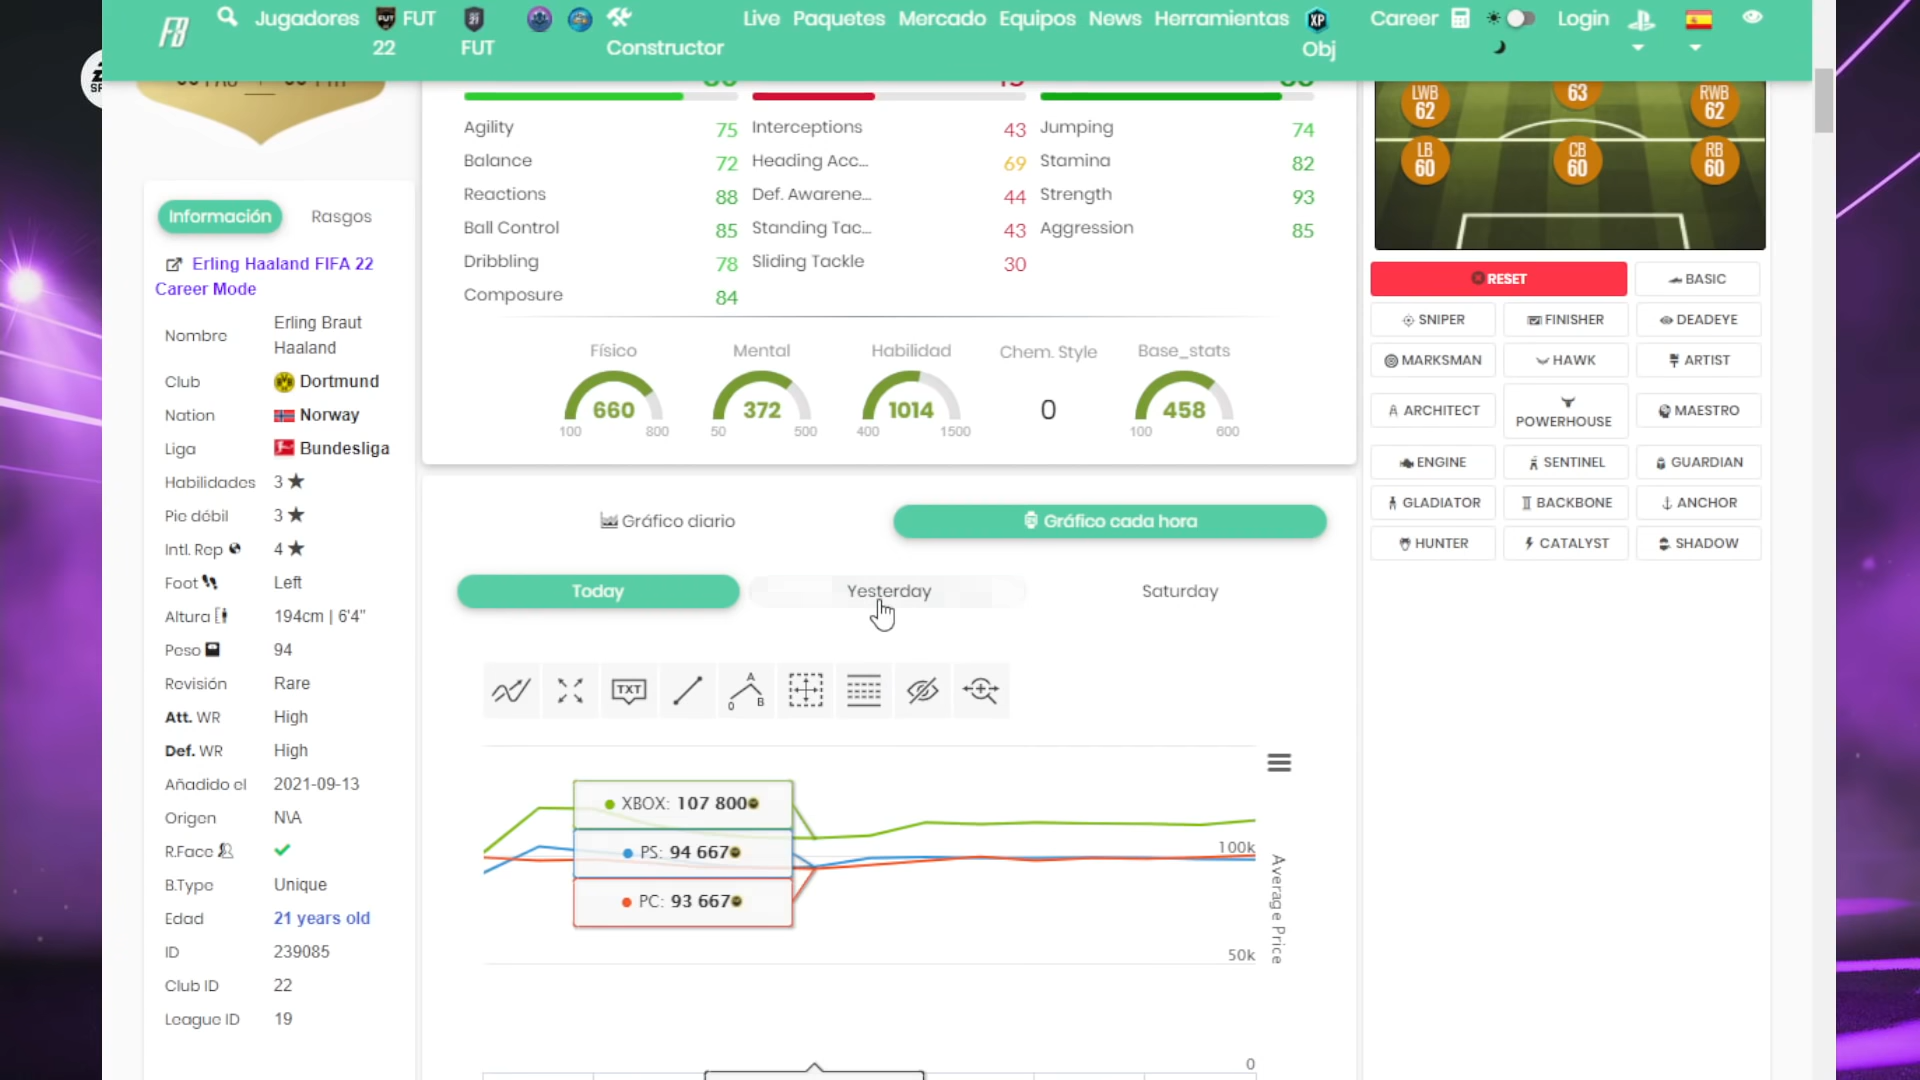 F8
Jugadores
FUT
22
FUT
Constructor
Live Paquetes Mercado Equipos News Herramientas
Obj
Career
Login
Información
Rasgos
Erling Haaland FIFA 22
Career Mode
Nombre Erling Braut
Haaland
Club Dortmund
Nation Norway
Liga Bundesliga
Habilidades 3
Pie débil 3
Intl. Rep 4
Foot Left
Altura 194cm | 6'4"
Peso 94
Revisión Rare
Att. WR High
Def. WR High
Añadido el 2021-09-13
Origen N\A
R.Face
B.Type Unique
Edad 21 years old
ID 239085
Club ID 22
League ID 19
Agility 75 Interceptions 43 Jumping 74
Balance 72 Heading Acc... 69 Stamina 82
Reactions 88 Def. Awarene... 44 Strength 93
Ball Control 85 Standing Tac... 43 Aggression 85
Dribbling 78 Sliding Tackle 30
Composure 84
Físico Mental Habilidad Chem. Style Base_stats
660 372 1014 0 458
100 800 50 500 400 1500 100 600
Gráfico diario
Gráfico cada hora
Today Yesterday Saturday
TXT
A
0 B
XBOX: 107 800
PS: 94 667
PC: 93 667
100k
50k
0
Average Price
LWB
62
63
RWB
62
LB
60
CB
60
RB
60
RESET BASIC
SNIPER FINISHER DEADEYE
MARKSMAN HAWK ARTIST
ARCHITECT POWERHOUSE MAESTRO
ENGINE SENTINEL GUARDIAN
GLADIATOR BACKBONE ANCHOR
HUNTER CATALYST SHADOW